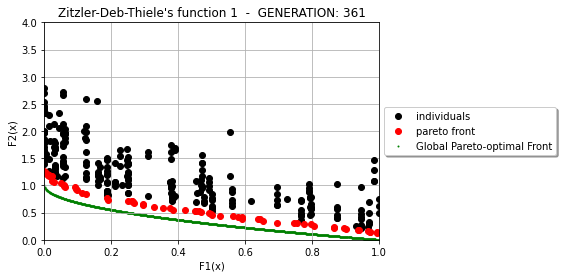 Zitzler-Deb-Thiele's function 1 - GENERATION: 361
4.0
3.5
3.0
2.5
2.0
1.5
1.0
0.5
0.0
F2(x)
0.0 0.2 0.4 0.6 0.8 1.0
F1(x)
individuals
pareto front
Global Pareto-optimal Front